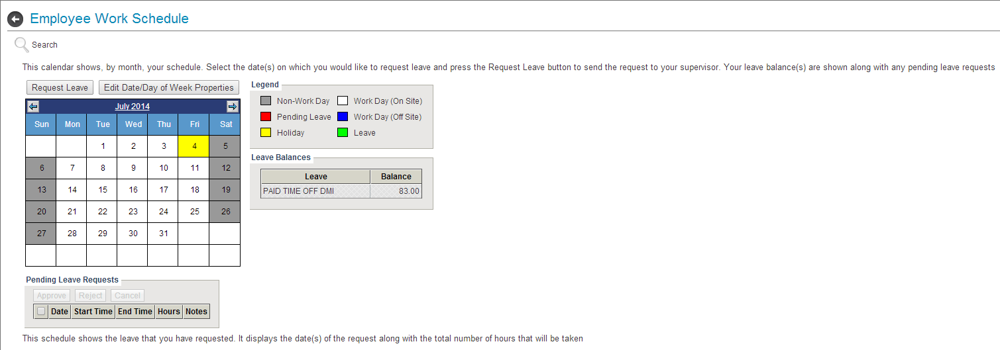 Employee Work Schedule
Search
This calendar shows, by month, your schedule. Select the date(s) on which you would like to request leave and press the Request Leave button to send the request to your supervisor. Your leave balance(s) are shown along with any pending leave requests
Request Leave Edit Date/Day of Week Properties
July 2014
Sun Mon Tue Wed Thu Fri Sat
1 2 3 4 5
6 7 8 9 10 11 12
13 14 15 16 17 18 19
20 21 22 23 24 25 26
27 28 29 30 31
Legend
Non-Work Day Work Day (On Site)
Pending Leave Work Day (Off Site)
Holiday Leave
Leave Balances
Leave Balance
PAID TIME OFF DMI 83.00
Pending Leave Requests
Approve Reject Cancel
Date Start Time End Time Hours Notes
This schedule shows the leave that you have requested. It displays the date(s) of the request along with the total number of hours that will be taken